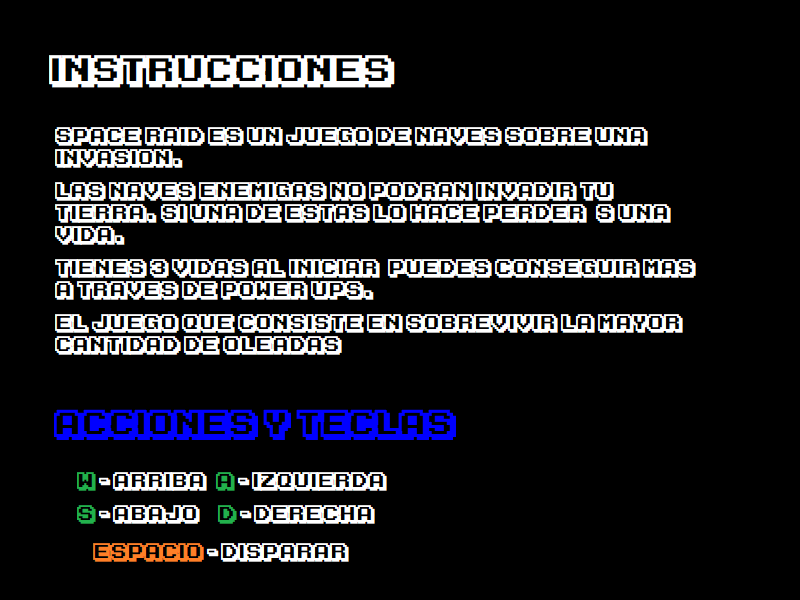 INSTRUCCIONES
SPACE RAID ES UN JUEGO DE NAVES SOBRE UNA
INVASION.
LAS NAVES ENEMIGAS NO PODRAN INVADIR TU
TIERRA. SI UNA DE ESTAS LO HACE PERDER S UNA
VIDA.
TIENES 3 VIDAS AL INICIAR PUEDES CONSEGUIR MAS
A TRAVES DE POWER UPS.
EL JUEGO QUE CONSISTE EN SOBREVIVIR LA MAYOR
CANTIDAD DE OLEADAS
ACCIONES Y TECLAS
W-ARRIBA A-IZQUIERDA
S-ABAJO D-DERECHA
ESPACIO-DISPARAR